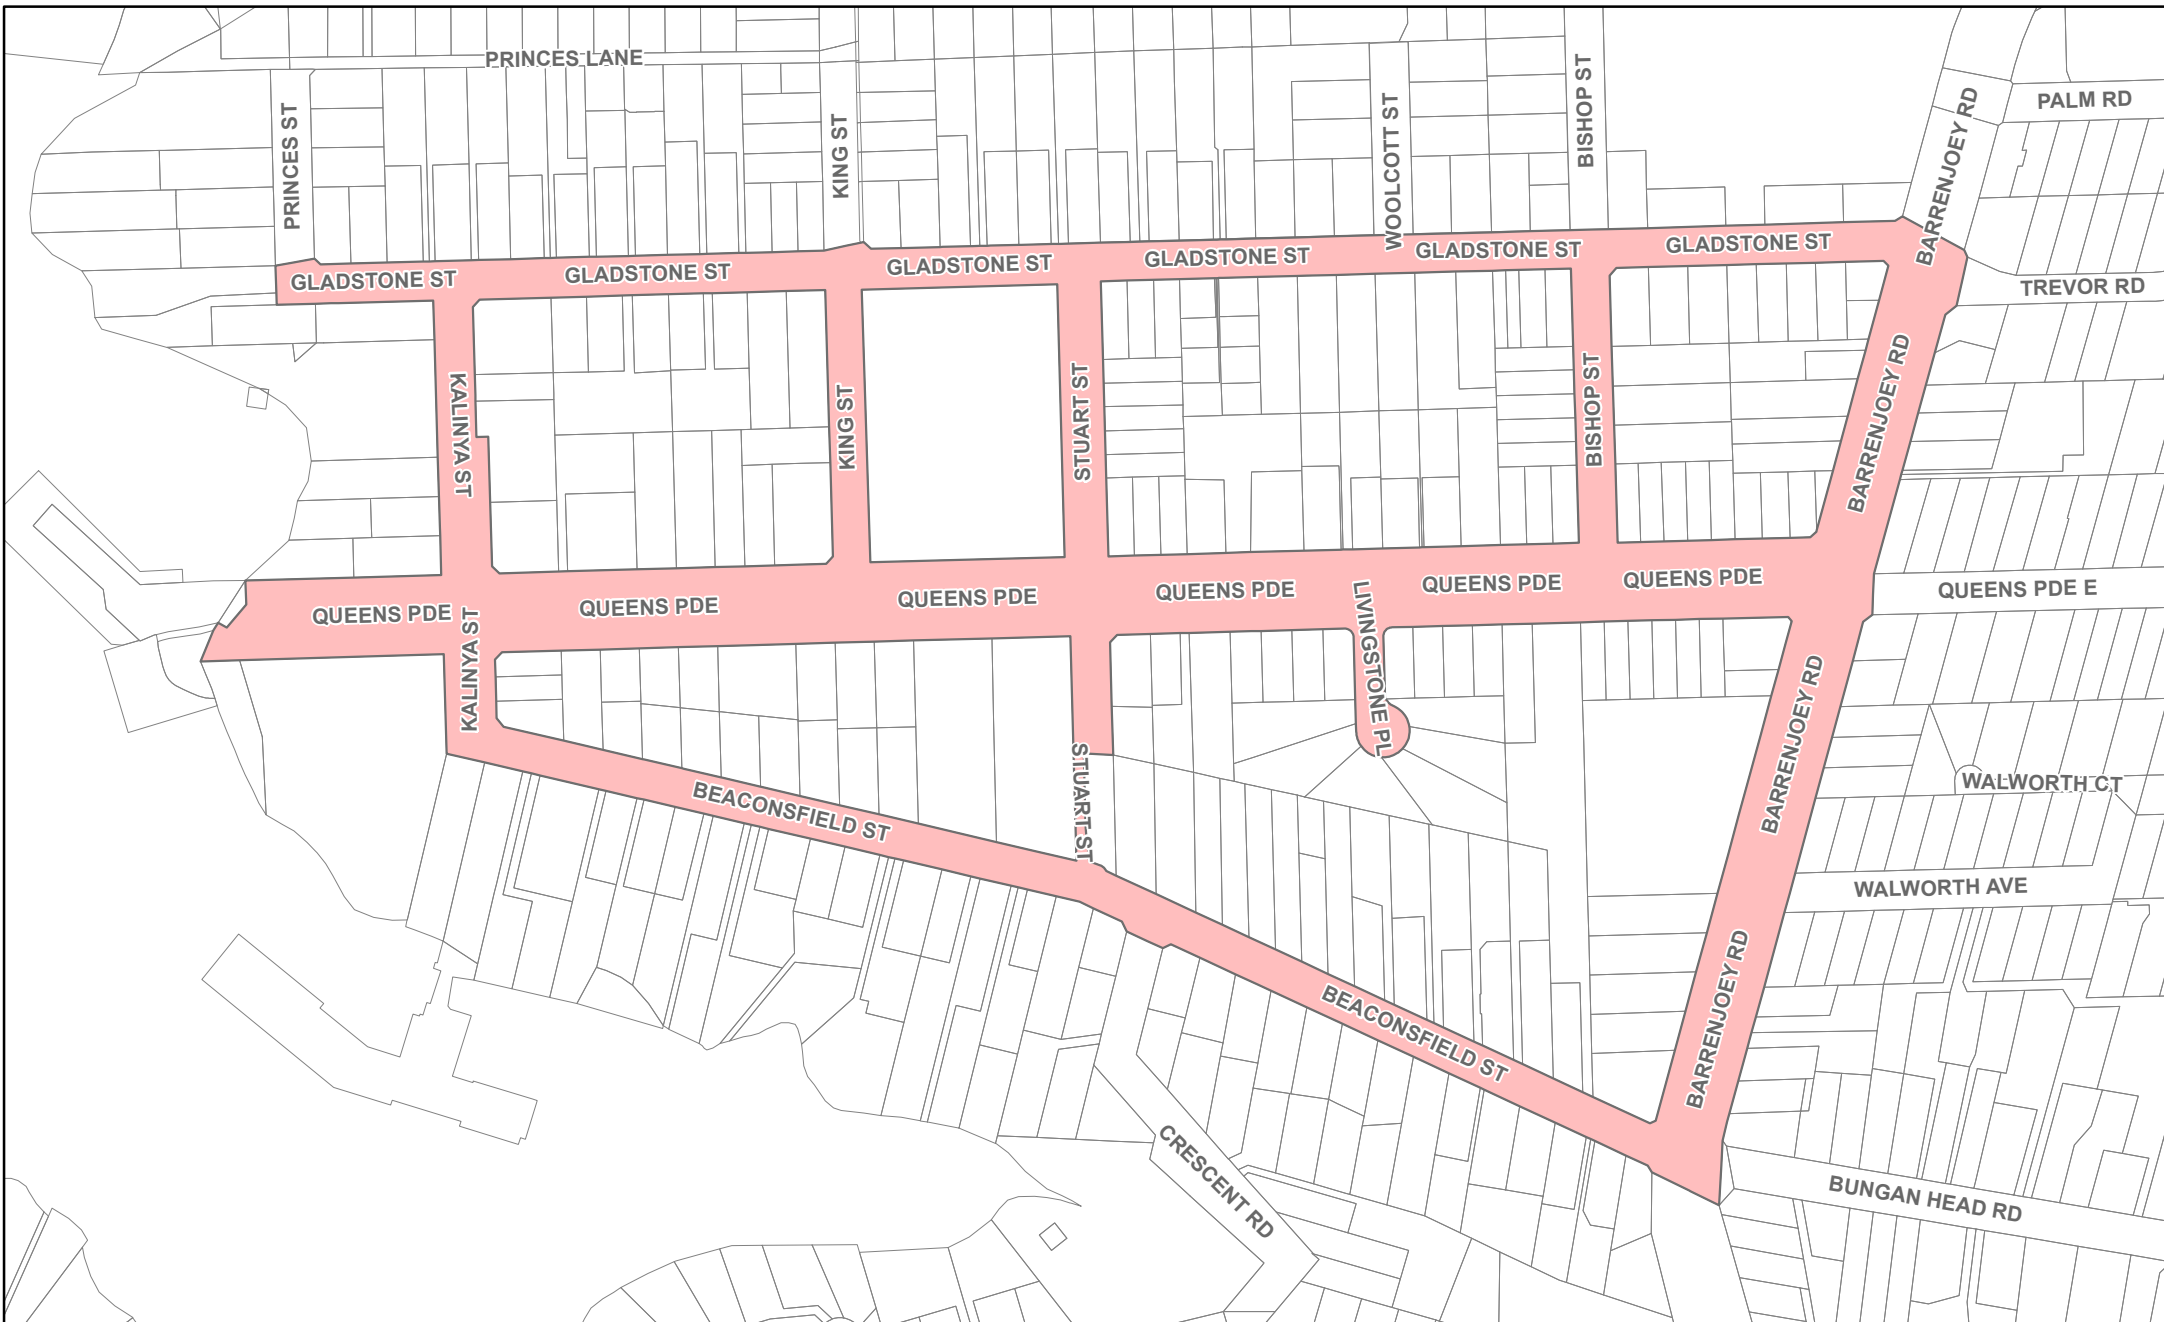 PRINCES LANE
PRINCES ST
KING ST
WOOLCOTT ST
BISHOP ST
BARRENJOEY RD
PALM RD
GLADSTONE ST
GLADSTONE ST
GLADSTONE ST
GLADSTONE ST
GLADSTONE ST
GLADSTONE ST
TREVOR RD
KALINYA ST
KING ST
STUART ST
BISHOP ST
BARRENJOEY RD
QUEENS PDE
QUEENS PDE
QUEENS PDE
QUEENS PDE
QUEENS PDE
QUEENS PDE
QUEENS PDE E
KALINYA ST
LIVINGSTONE PL
BARRENJOEY RD
STUART ST
WALWORTH CT
BEACONSFIELD ST
WALWORTH AVE
BARRENJOEY RD
BEACONSFIELD ST
CRESCENT RD
BUNGAN HEAD RD